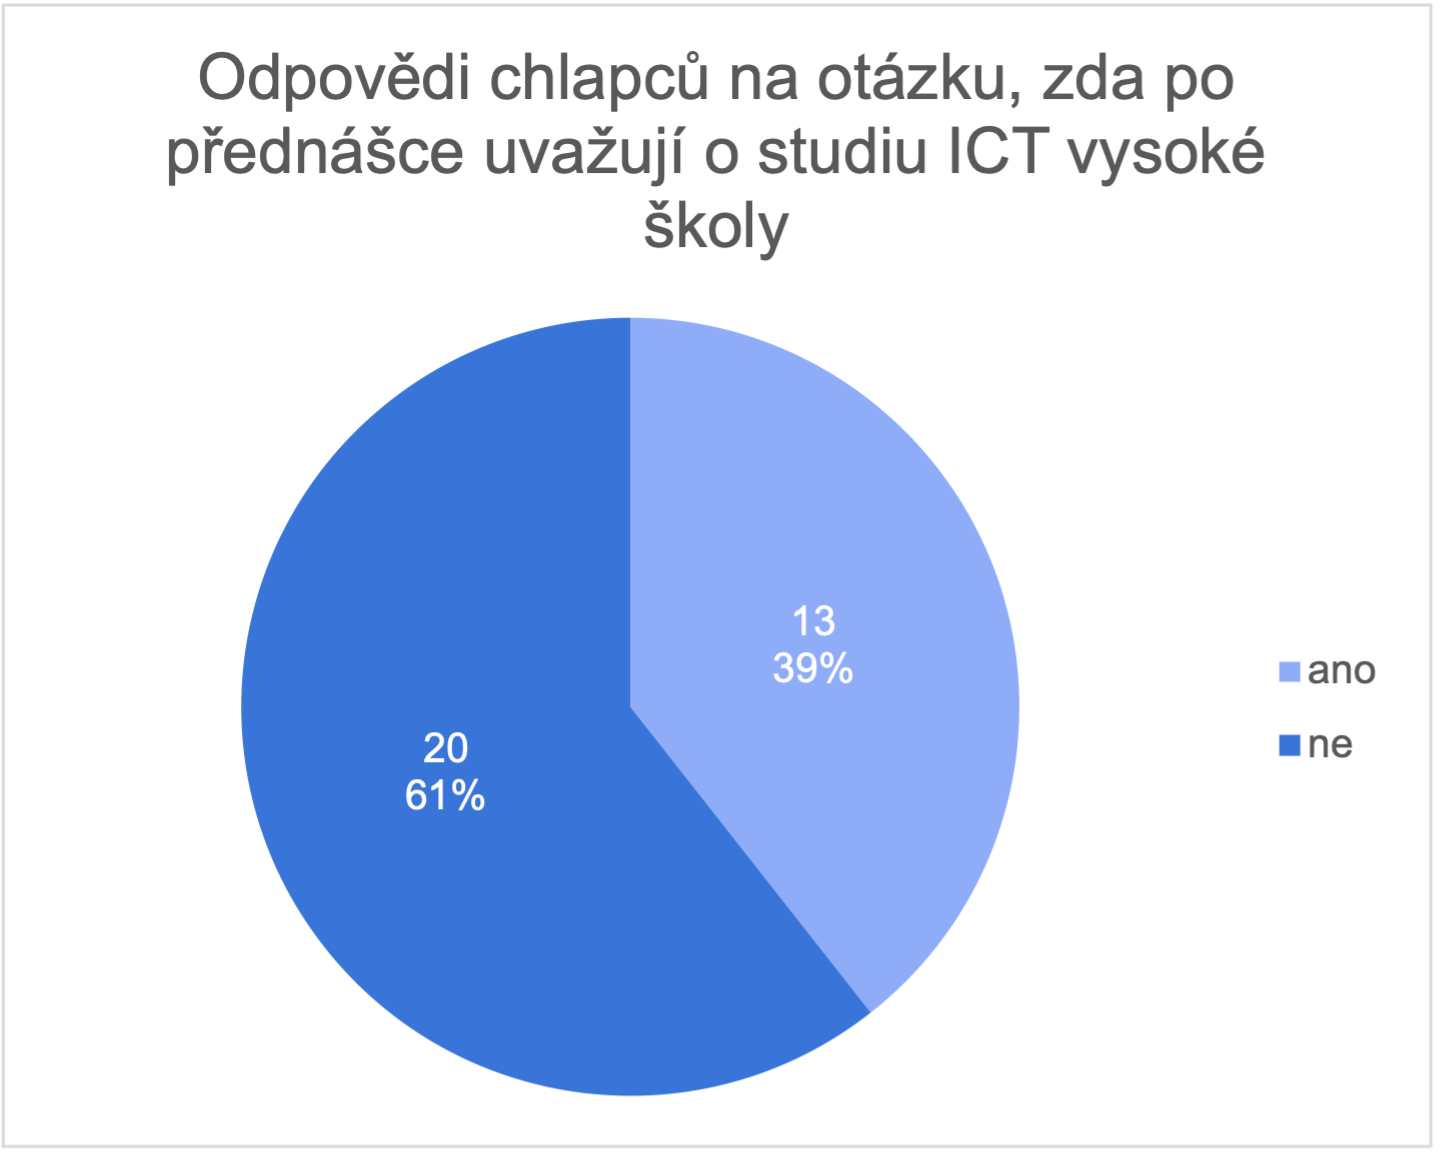 Odpovědi chlapců na otázku, zda po
přednášce uvažují o studiu ICT vysoké
školy
13
39%
20
61%
ano
ne